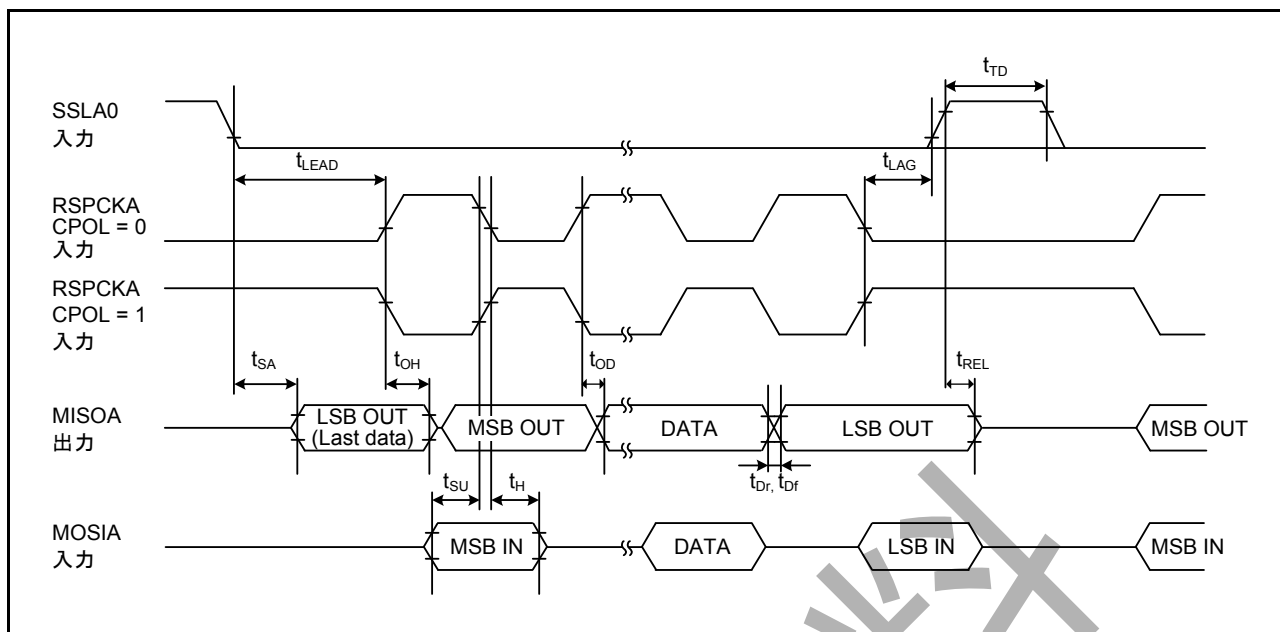 t_TD
SSLA0
入力
t_LEAD
t_LAG
RSPCKA
CPOL = 0
入力
RSPCKA
CPOL = 1
入力
t_SA
t_OH
t_OD
t_REL
MISOA
出力
LSB OUT
(Last data)
MSB OUT
DATA
LSB OUT
MSB OUT
t_SU
t_H
t_Dr, t_Df
MOSIA
入力
MSB IN
DATA
LSB IN
MSB IN